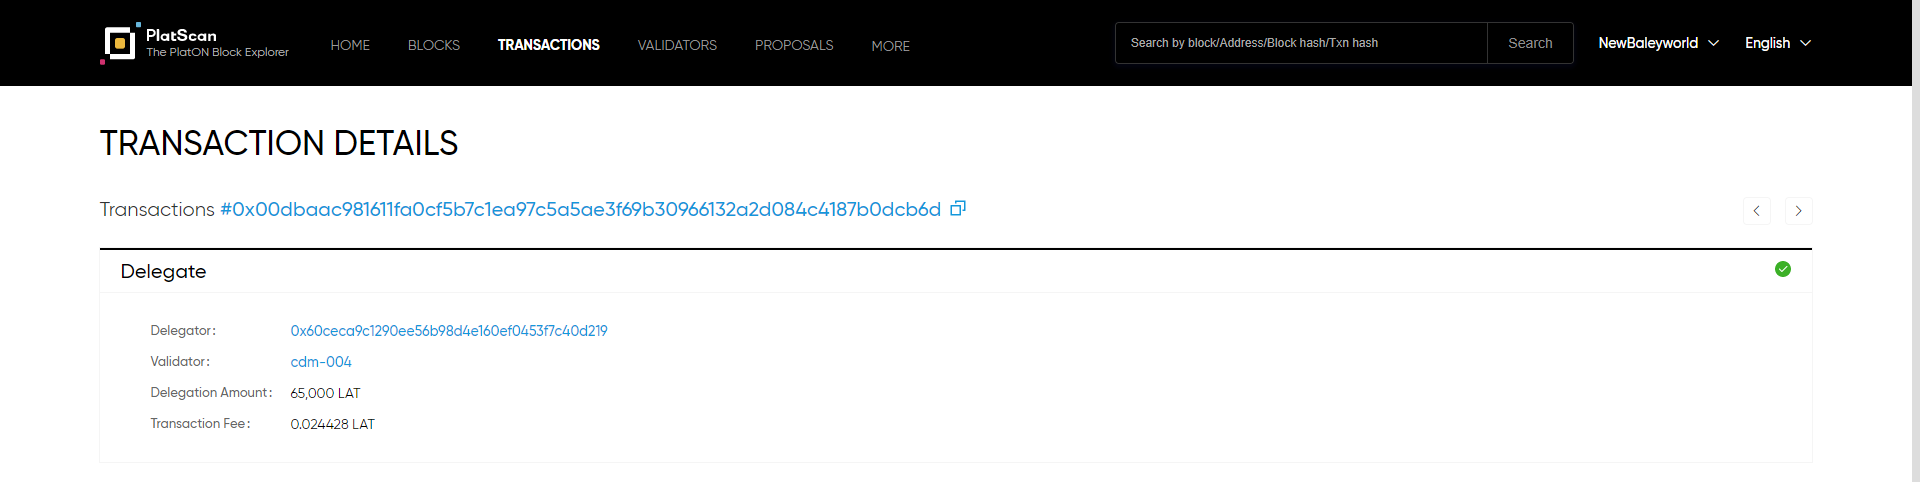 PlatScan
The PlatON Block Explorer
HOME
BLOCKS
TRANSACTIONS
VALIDATORS
PROPOSALS
MORE
Search by block/Address/Block hash/Txn hash
Search
NewBaleyworld
English
TRANSACTION DETAILS
Transactions #0x00dbaac981611fa0cf5b7c1ea97c5a5ae3f69b30966132a2d084c4187b0dcb6d
Delegate
Delegator: 0x60ceca9c1290ee56b98d4e160ef0453f7c40d219
Validator: cdm-004
Delegation Amount: 65,000 LAT
Transaction Fee: 0.024428 LAT